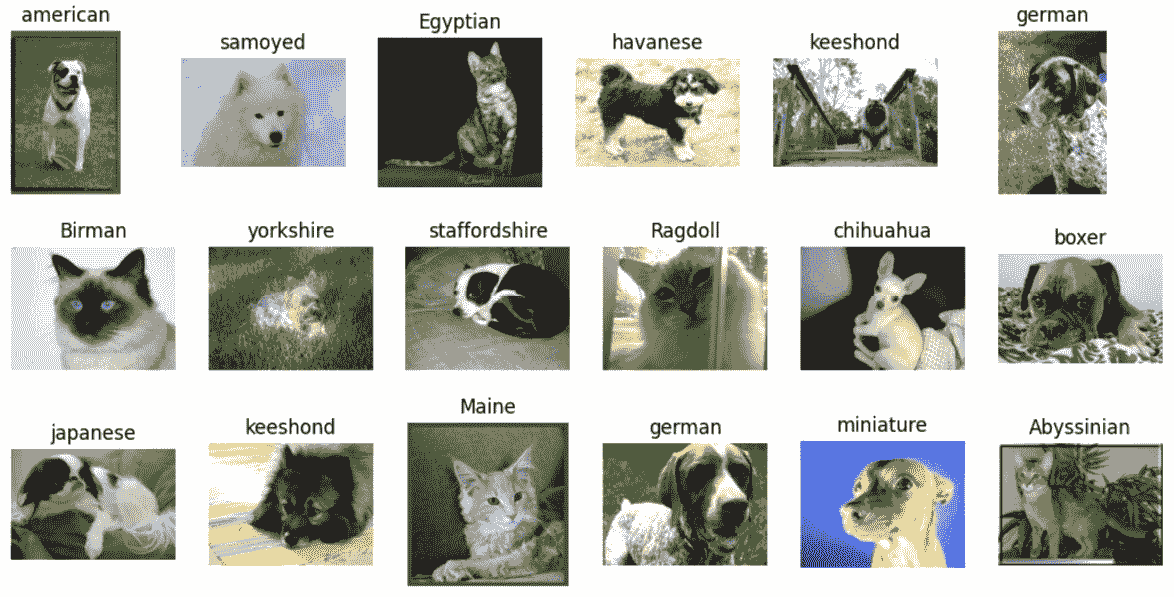 american
samoyed
Egyptian
havanese
keeshond
german
Birman
yorkshire
staffordshire
Ragdoll
chihuahua
boxer
japanese
keeshond
Maine
german
miniature
Abyssinian